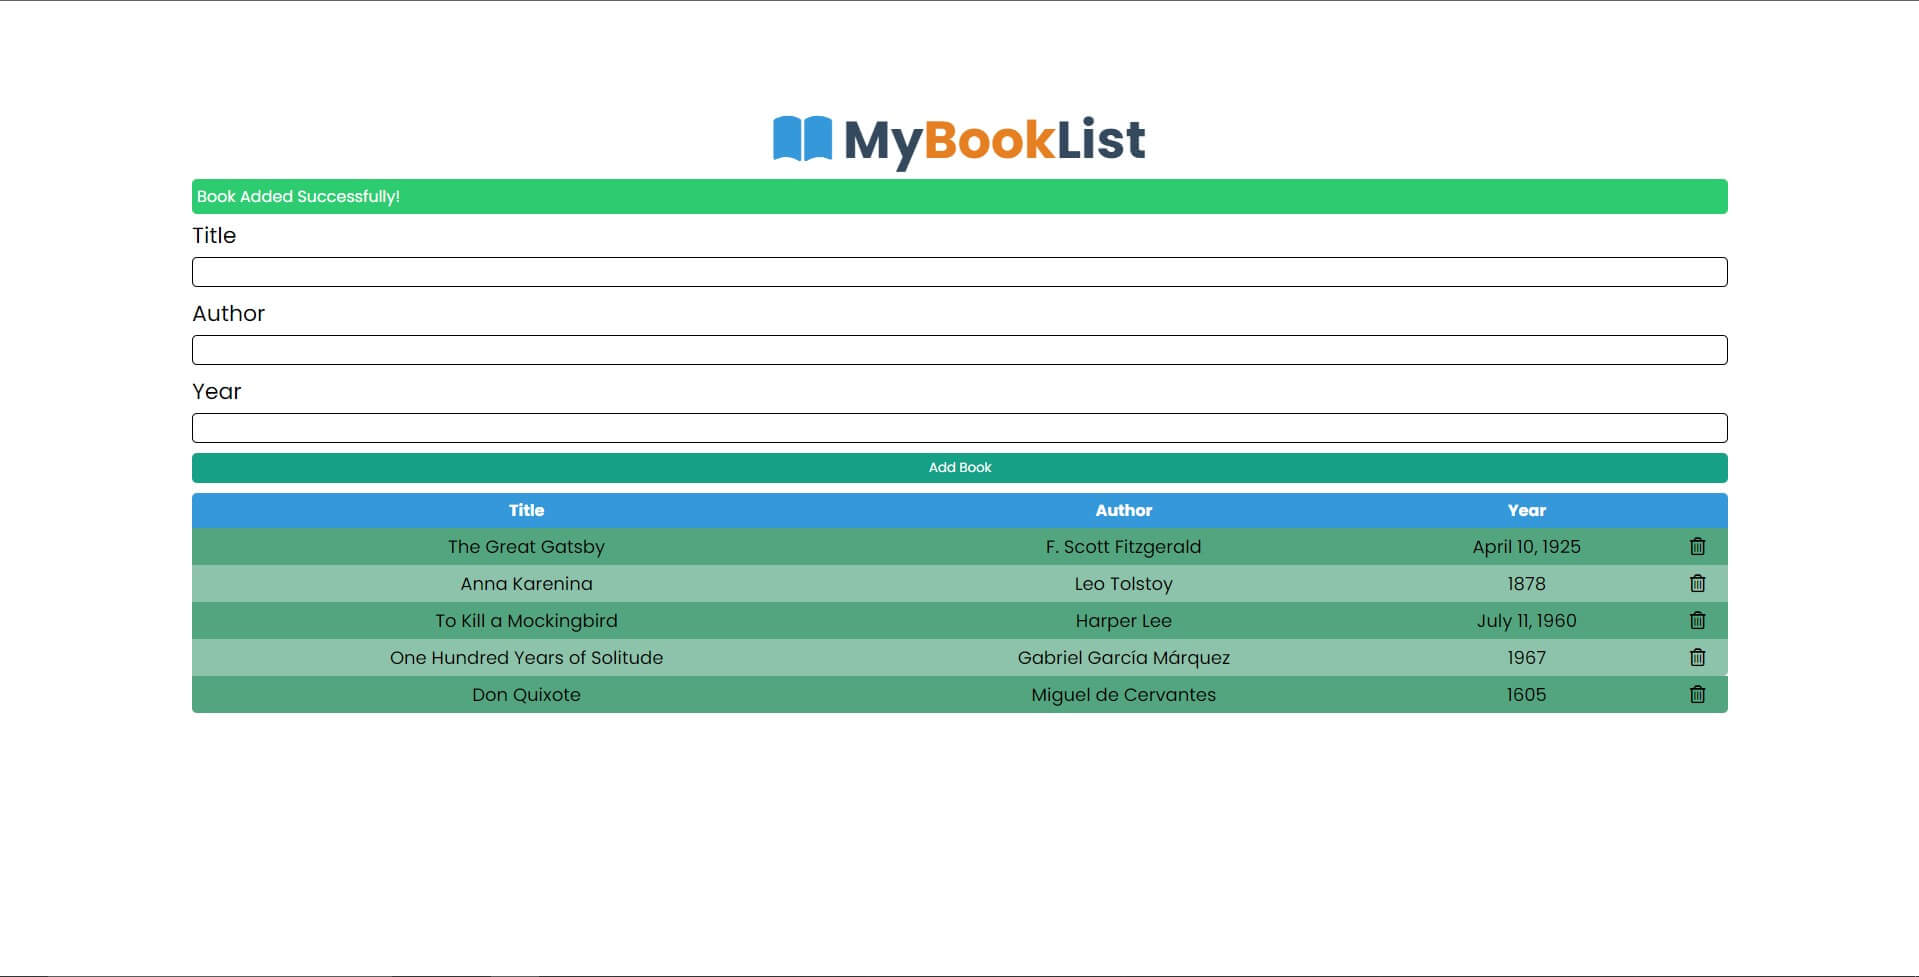 MyBookList
Book Added Successfully!
Title
Author
Year
Add Book
Title Author Year
The Great Gatsby F. Scott Fitzgerald April 10, 1925
Anna Karenina Leo Tolstoy 1878
To Kill a Mockingbird Harper Lee July 11, 1960
One Hundred Years of Solitude Gabriel García Márquez 1967
Don Quixote Miguel de Cervantes 1605